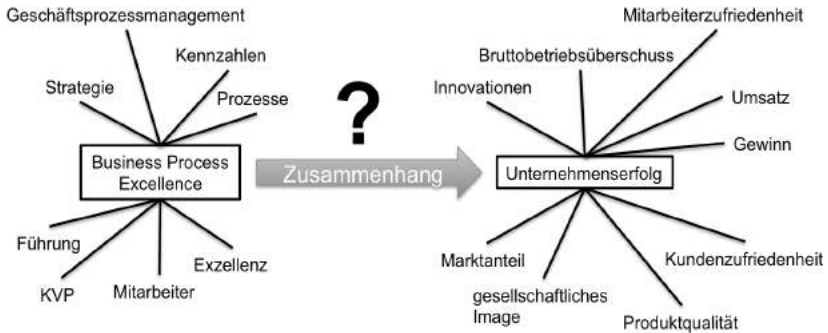 Geschäftsprozessmanagement
Kennzahlen
Strategie
Prozesse
Business Process
Excellence
Führung
KVP
Mitarbeiter
Exzellenz
?
Zusammenhang
Mitarbeiterzufriedenheit
Bruttobetriebsüberschuss
Innovationen
Umsatz
Gewinn
Unternehmenserfolg
Marktanteil
gesellschaftliches
Image
Produktqualität
Kundenzufriedenheit